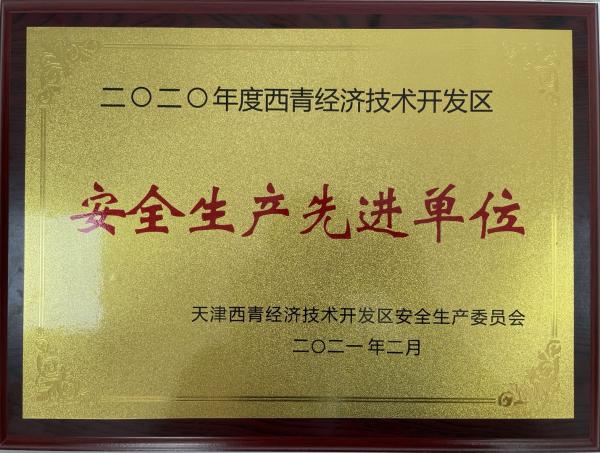 二〇二〇年度西青经济技术开发区
安全生产先进单位
天津西青经济技术开发区安全生产委员会
二〇二一年二月